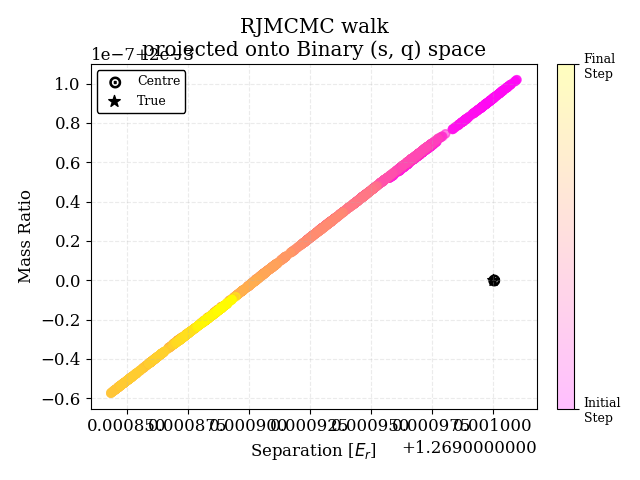 RJMCMC walk
projected onto Binary (s, q) space
1e-7+2e-3
Centre
True
1.0
0.8
0.6
0.4
0.2
0.0
−0.2
−0.4
−0.6
Mass Ratio
0.000850 0.000875 0.000900 0.000925 0.000950 0.000975 0.001000
+1.2690000000
Separation [E_r]
Final
Step
Initial
Step